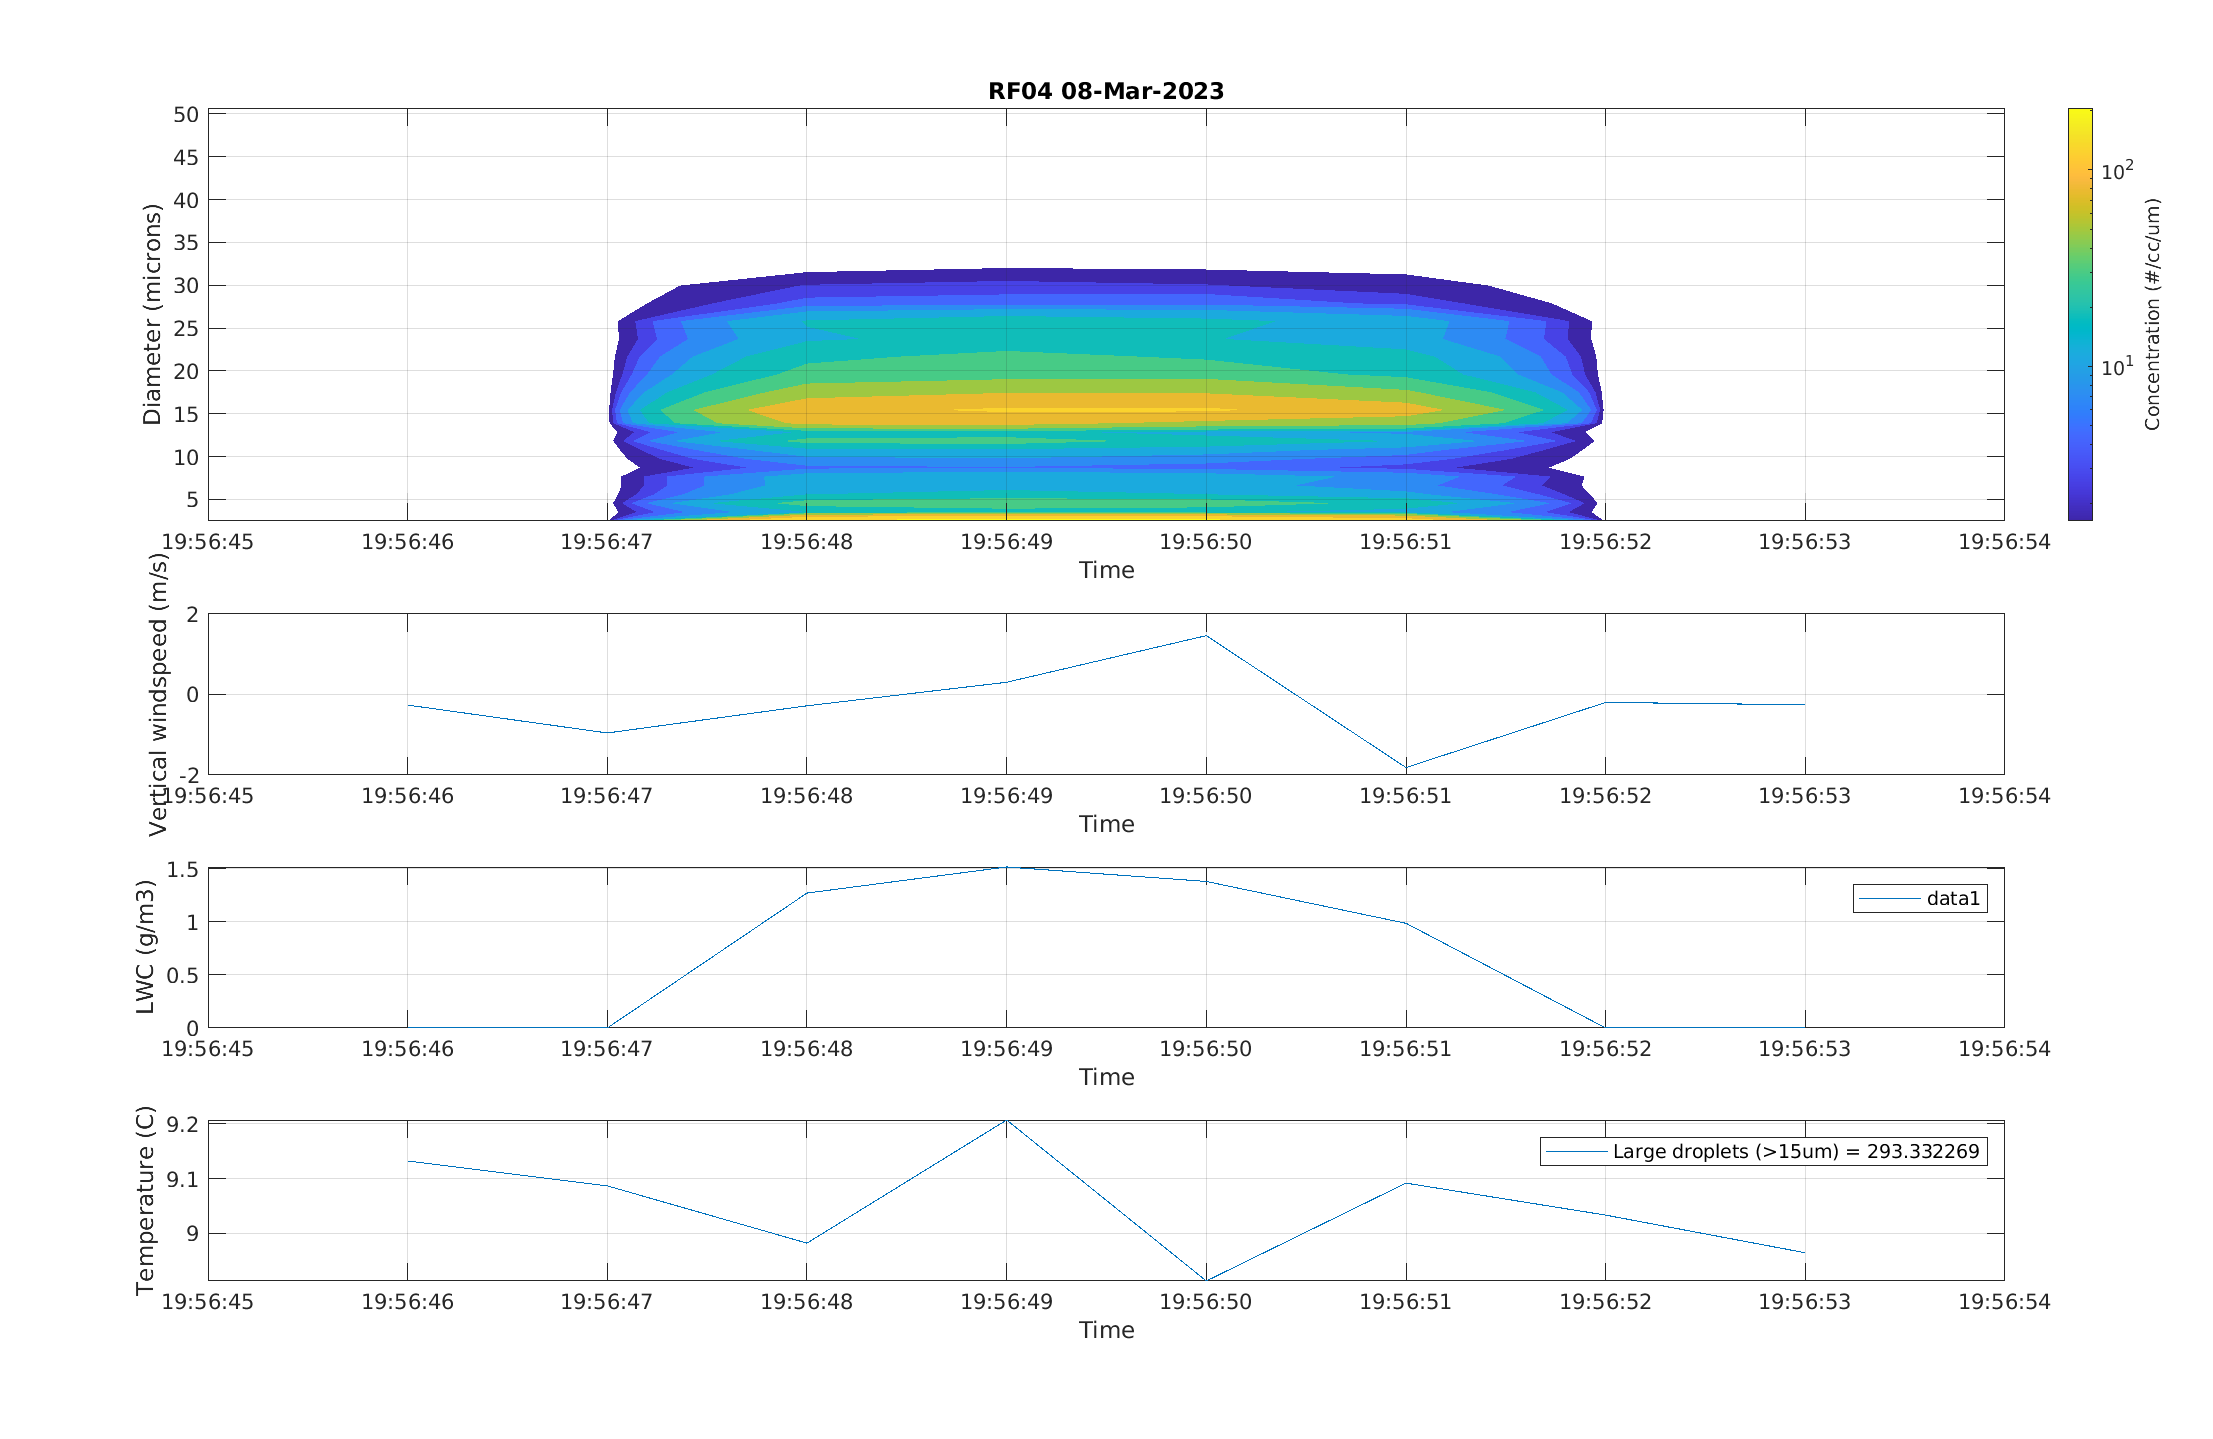 RF04 08-Mar-2023
50
45
40
35
30
25
20
15
10
5
Diameter (microns)
19:56:45 19:56:46 19:56:47 19:56:48 19:56:49 19:56:50 19:56:51 19:56:52 19:56:53 19:56:54
Time
10²
10¹
Concentration (#/cc/um)
2
0
-2
Vertical windspeed (m/s)
19:56:45 19:56:46 19:56:47 19:56:48 19:56:49 19:56:50 19:56:51 19:56:52 19:56:53 19:56:54
Time
1.5
1
0.5
0
LWC (g/m3)
data1
19:56:45 19:56:46 19:56:47 19:56:48 19:56:49 19:56:50 19:56:51 19:56:52 19:56:53 19:56:54
Time
9.2
9.1
9
Temperature (C)
Large droplets (>15um) = 293.332269
19:56:45 19:56:46 19:56:47 19:56:48 19:56:49 19:56:50 19:56:51 19:56:52 19:56:53 19:56:54
Time